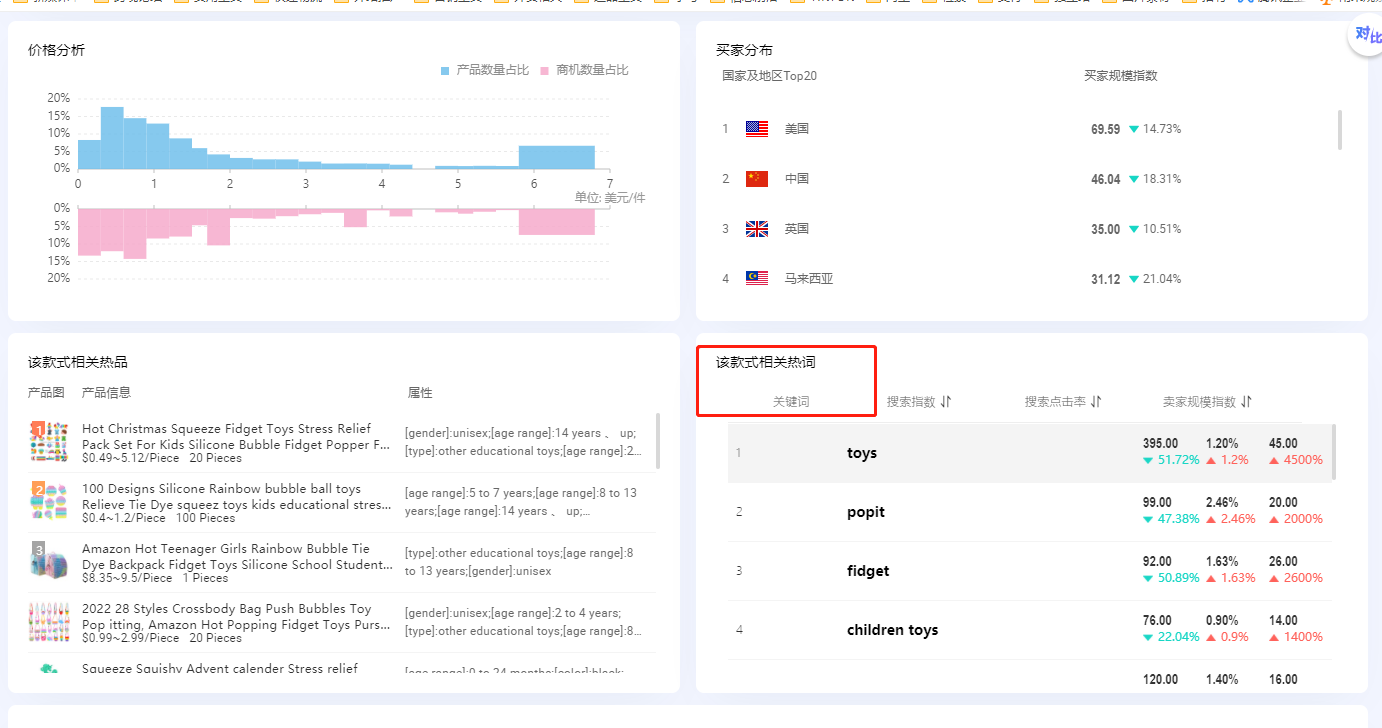 价格分析
产品数量占比 商机数量占比
20%
15%
10%
5%
0%
0 1 2 3 4 5 6 7
单位: 美元/件
0%
5%
10%
15%
20%
买家分布
国家及地区Top20 买家规模指数
1 美国 69.59 14.73%
2 中国 46.04 18.31%
3 英国 35.00 10.51%
4 马来西亚 31.12 21.04%
对比
该款式相关热品
产品图 产品信息 属性
1
Hot Christmas Squeeze Fidget Toys Stress Relief
Pack Set For Kids Silicone Bubble Fidget Popper F...
$0.49~5.12/Piece 20 Pieces
[gender]:unisex;[age range]:14 years 、 up;
[type]:other educational toys;[age range]:2...
2
100 Designs Silicone Rainbow bubble ball toys
Relieve Tie Dye squeez toys kids educational stres...
$0.4~1.2/Piece 100 Pieces
[age range]:5 to 7 years;[age range]:8 to 13
years;[age range]:14 years 、 up;...
3
Amazon Hot Teenager Girls Rainbow Bubble Tie
Dye Backpack Fidget Toys Silicone School Student...
$8.35~9.5/Piece 1 Pieces
[type]:other educational toys;[age range]:8
to 13 years;[gender]:unisex
2022 28 Styles Crossbody Bag Push Bubbles Toy
Pop itting, Amazon Hot Popping Fidget Toys Purs...
$0.99~2.99/Piece 20 Pieces
[gender]:unisex;[age range]:2 to 4 years;
[type]:other educational toys;[age range]:8...
Squeeze Squishy Advent calender Stress relief
[age range]:0 to 24 months;[color]:black;
该款式相关热词
关键词 搜索指数 搜索点击率 卖家规模指数
1 toys 395.00 1.20% 45.00
51.72% 1.2% 4500%
2 popit 99.00 2.46% 20.00
47.38% 2.46% 2000%
3 fidget 92.00 1.63% 26.00
50.89% 1.63% 2600%
4 children toys 76.00 0.90% 14.00
22.04% 0.9% 1400%
120.00 1.40% 16.00